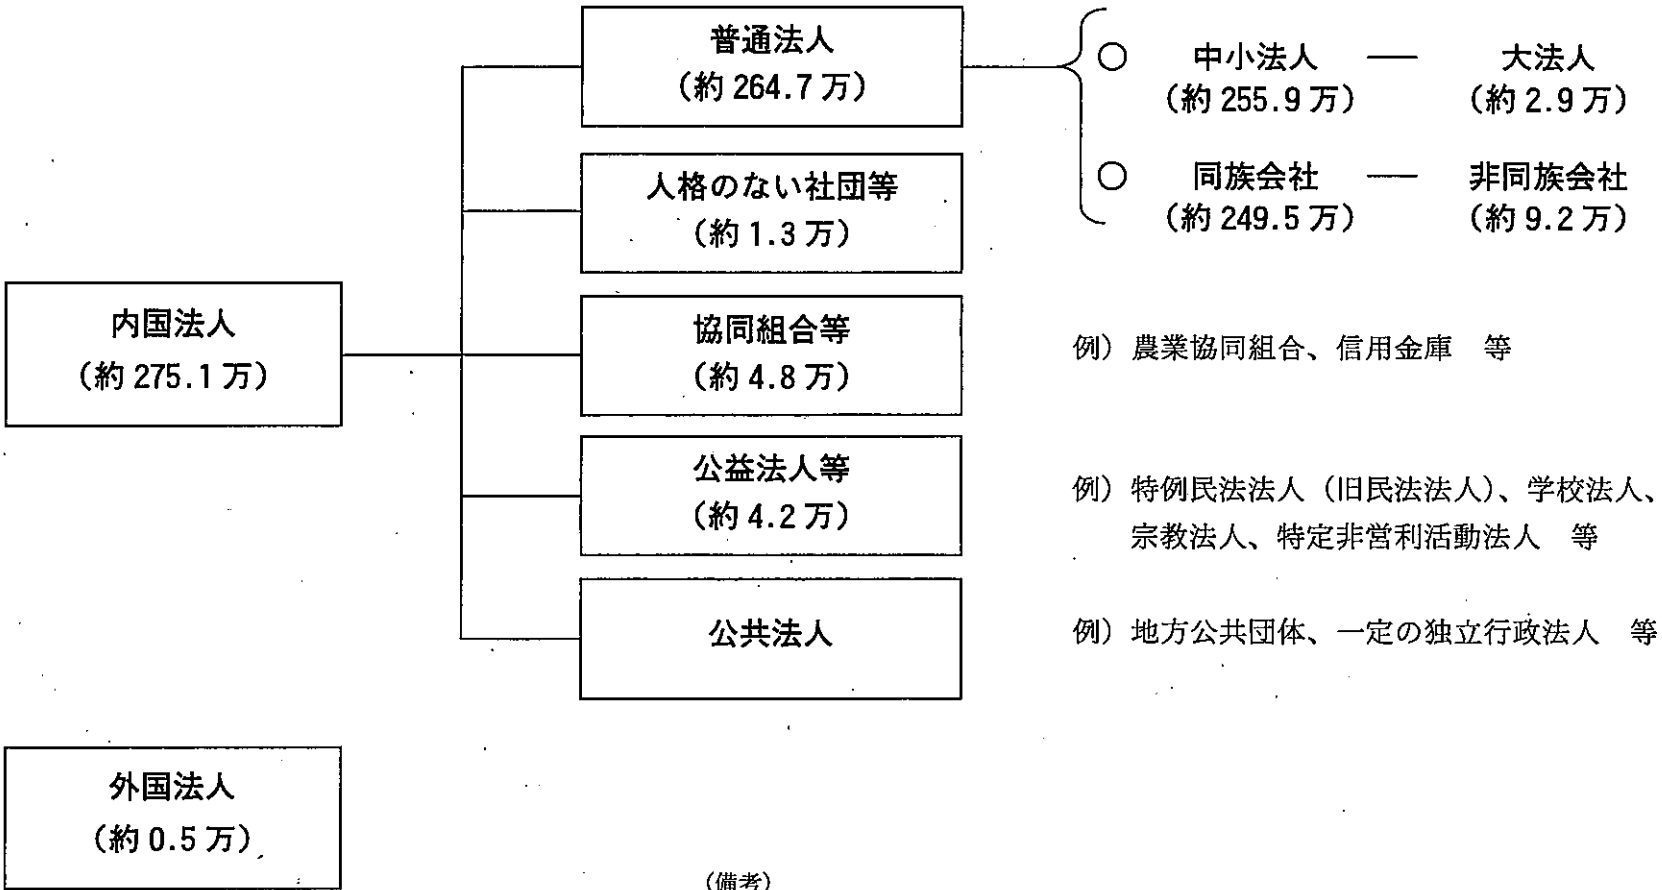 普通法人
(約 264.7 万)
○ 中小法人 ― 大法人
(約 255.9 万) (約 2.9 万)
○ 同族会社 ― 非同族会社
(約 249.5 万) (約 9.2 万)
人格のない社団等
(約 1.3 万)
内国法人
(約 275.1 万)
協同組合等
(約 4.8 万)
例)農業協同組合、信用金庫 等
公益法人等
(約 4.2 万)
例)特例民法法人(旧民法法人)、学校法人、
宗教法人、特定非営利活動法人 等
公共法人
例)地方公共団体、一定の独立行政法人 等
外国法人
(約 0.5 万)
(備考)